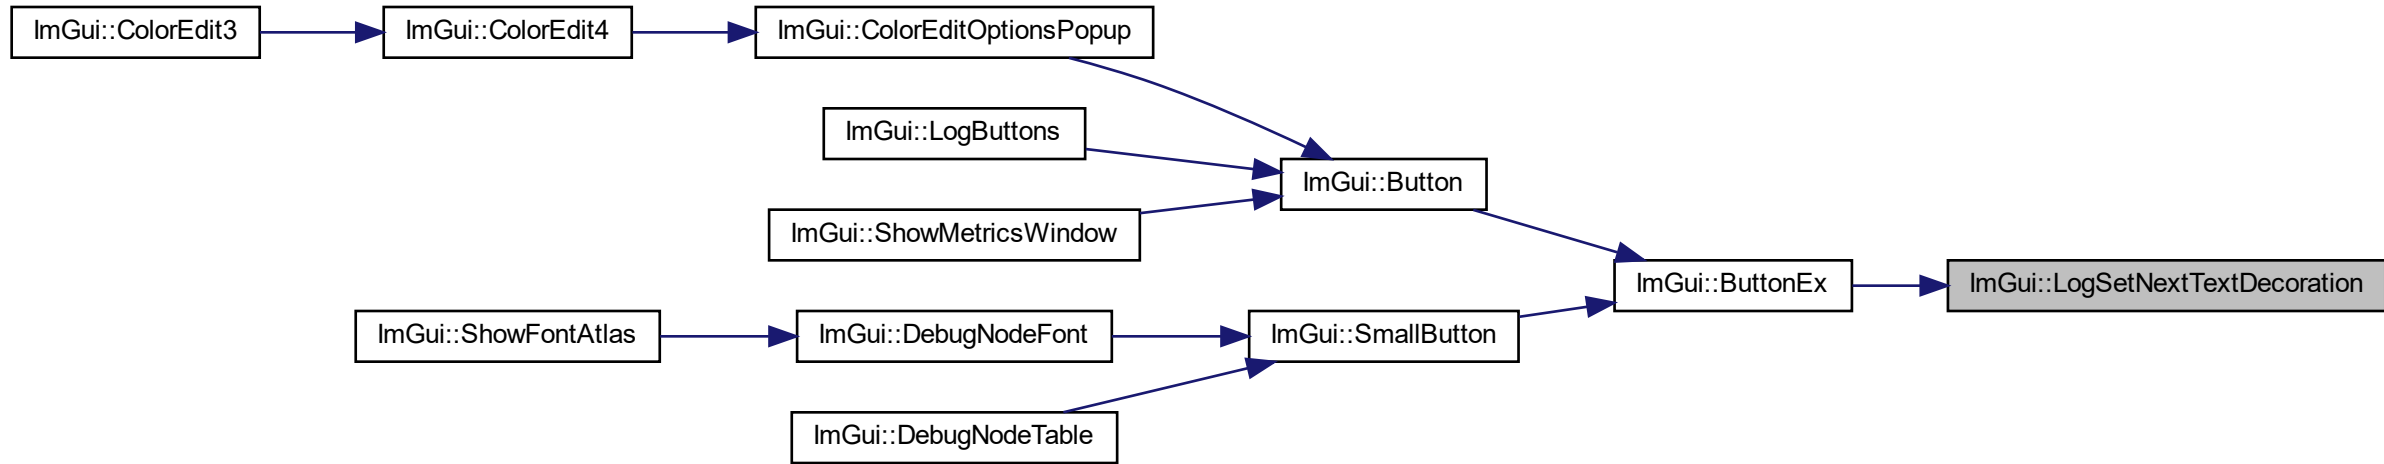 ImGui::ColorEdit3
ImGui::ColorEdit4
ImGui::ColorEditOptionsPopup
ImGui::LogButtons
ImGui::Button
ImGui::ShowMetricsWindow
ImGui::ButtonEx
ImGui::LogSetNextTextDecoration
ImGui::ShowFontAtlas
ImGui::DebugNodeFont
ImGui::SmallButton
ImGui::DebugNodeTable